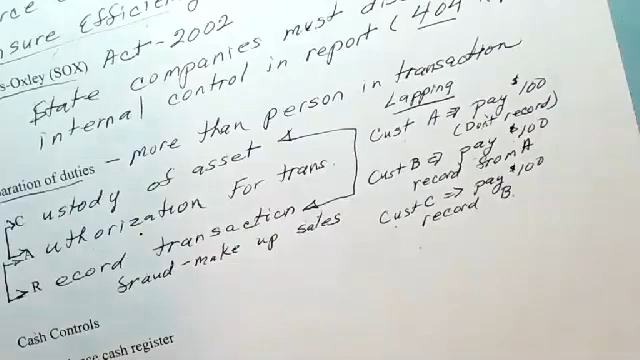 nsure Efficien
s-Oxley (SOX) Act-2002
State companies must dis
internal control in report (404
aration of duties - more than person in transaction
Custody of asset
Authorization for trans.
Record transaction
fraud-make up sales
Lapping
Cust A => pay $100
(Don't record)
Cust B => pay $100
record from A
Cust C => pay $100
record B
Cash Controls
cash register